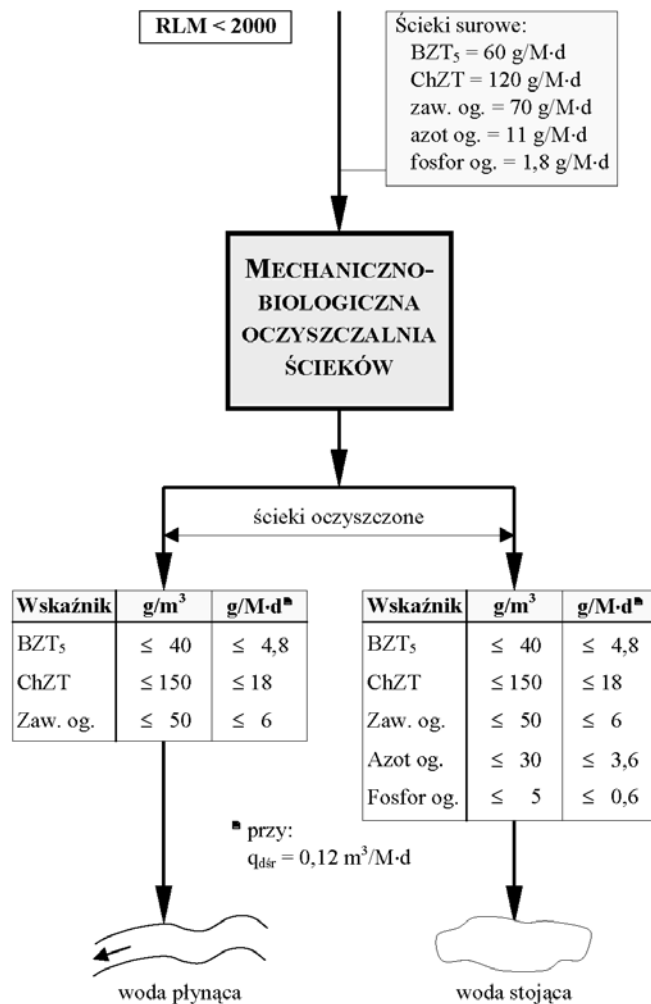 RLM < 2000
Ścieki surowe:
BZT₅ = 60 g/M·d
ChZT = 120 g/M·d
zaw. og. = 70 g/M·d
azot og. = 11 g/M·d
fosfor og. = 1,8 g/M·d
MECHANICZNO-
BIOLOGICZNA
OCZYSZCZALNIA
ŚCIEKÓW
ścieki oczyszczone
Wskaźnik g/m³ g/M·d■
BZT₅ ≤ 40 ≤ 4,8
ChZT ≤ 150 ≤ 18
Zaw. og. ≤ 50 ≤ 6
Wskaźnik g/m³ g/M·d■
BZT₅ ≤ 40 ≤ 4,8
ChZT ≤ 150 ≤ 18
Zaw. og. ≤ 50 ≤ 6
Azot og. ≤ 30 ≤ 3,6
Fosfor og. ≤ 5 ≤ 0,6
■ przy:
qdśr = 0,12 m³/M·d
woda płynąca
woda stojąca